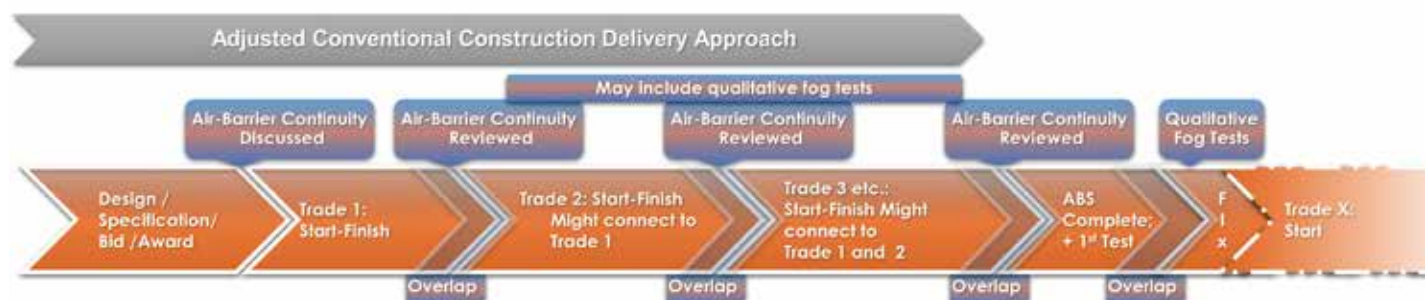 Adjusted Conventional Construction Delivery Approach
May include qualitative fog tests
Air-Barrier Continuity
Discussed
Air-Barrier Continuity
Reviewed
Air-Barrier Continuity
Reviewed
Air-Barrier Continuity
Reviewed
Qualitative
Fog Tests
Design /
Specification/
Bid /Award
Trade 1:
Start-Finish
Trade 2: Start-Finish
Might connect to
Trade 1
Trade 3 etc.:
Start-Finish Might
connect to
Trade 1 and 2
ABS
Complete;
+ 1st Test
F
i
x
Trade X:
Start
Overlap
Overlap
Overlap
Overlap